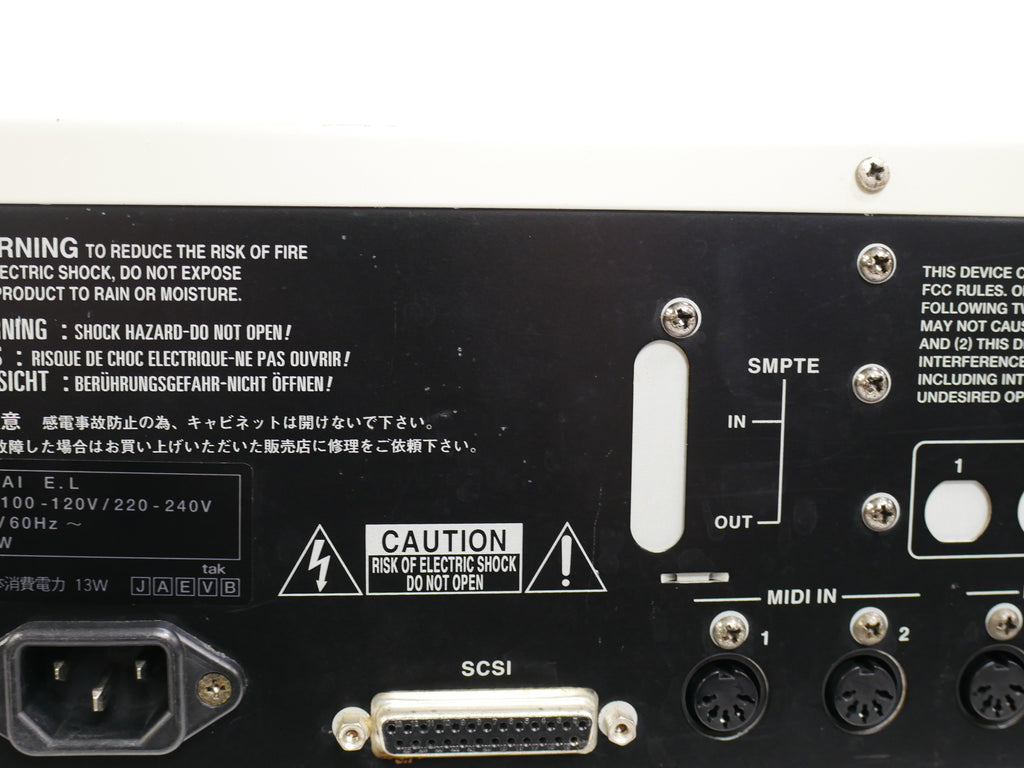 RNING TO REDUCE THE RISK OF FIRE
ECTRIC SHOCK, DO NOT EXPOSE
PRODUCT TO RAIN OR MOISTURE.
RNING : SHOCK HAZARD-DO NOT OPEN!
S : RISQUE DE CHOC ELECTRIQUE-NE PAS OUVRIR!
SICHT : BERÜHRUNGSGEFAHR-NICHT ÖFFNEN!
意 感電事故防止の為、キャビネットは開けないで下さい。
故障した場合はお買い上げいただいた販売店に修理をご依頼下さい。
AI E.L
100-120V/220-240V
/60Hz ~
W
tak
消費電力 13W JAEVB
CAUTION
RISK OF ELECTRIC SHOCK
DO NOT OPEN
SCSI
SMPTE
IN
OUT
MIDI IN
1
2
THIS DEVICE C
FCC RULES. O
FOLLOWING TW
MAY NOT CAUS
AND (2) THIS D
INTERFERENCE
INCLUDING INT
UNDESIRED OP
1